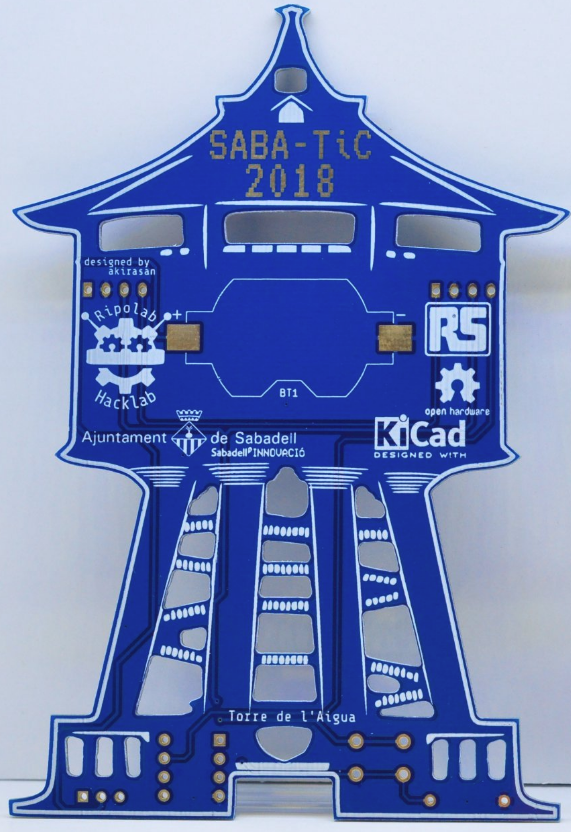 SABA-TiC
2018
designed by
akirasan
Ripolab
Hacklab
+
-
BT1
RS
open hardware
Ajuntament de Sabadell
Sabadell INNOVACIÓ
KiCad
DESIGNED WITH
Torre de l'Aigua